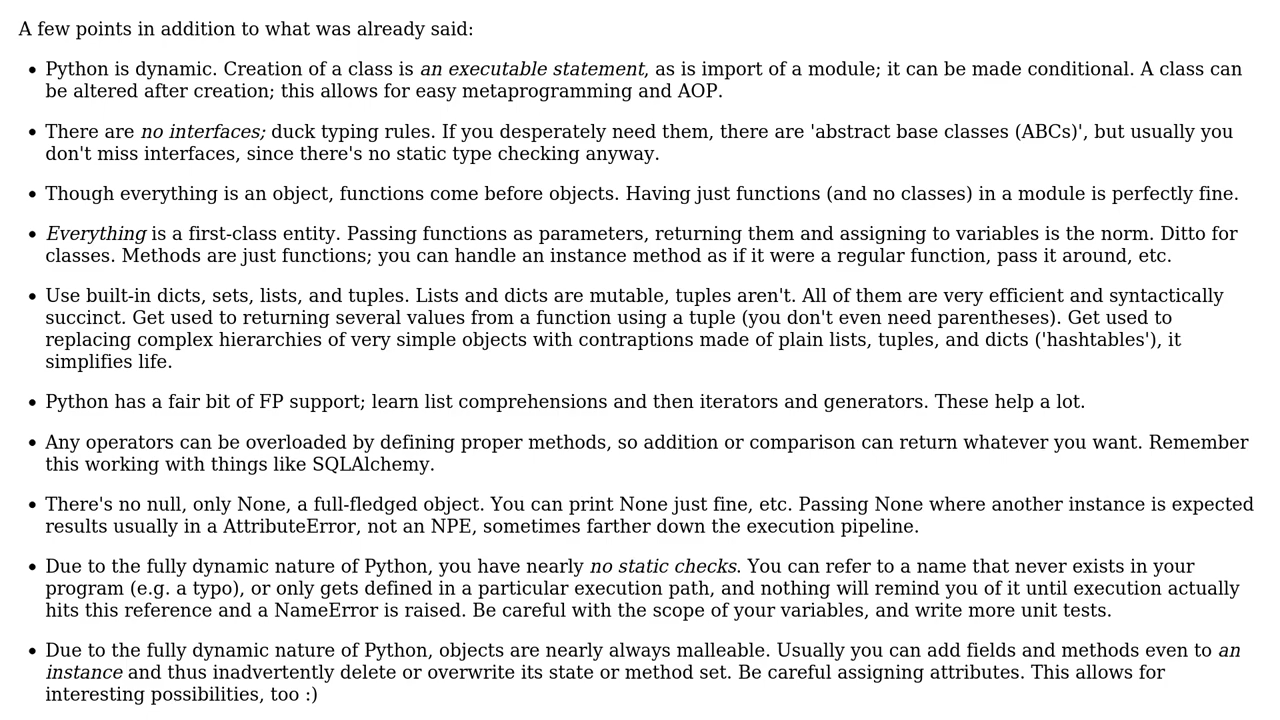 A few points in addition to what was already said:
• Python is dynamic. Creation of a class is an executable statement, as is import of a module; it can be made conditional. A class can
be altered after creation; this allows for easy metaprogramming and AOP.
• There are no interfaces; duck typing rules. If you desperately need them, there are 'abstract base classes (ABCs)', but usually you
don't miss interfaces, since there's no static type checking anyway.
• Though everything is an object, functions come before objects. Having just functions (and no classes) in a module is perfectly fine.
• Everything is a first-class entity. Passing functions as parameters, returning them and assigning to variables is the norm. Ditto for
classes. Methods are just functions; you can handle an instance method as if it were a regular function, pass it around, etc.
• Use built-in dicts, sets, lists, and tuples. Lists and dicts are mutable, tuples aren't. All of them are very efficient and syntactically
succinct. Get used to returning several values from a function using a tuple (you don't even need parentheses). Get used to
replacing complex hierarchies of very simple objects with contraptions made of plain lists, tuples, and dicts ('hashtables'), it
simplifies life.
• Python has a fair bit of FP support; learn list comprehensions and then iterators and generators. These help a lot.
• Any operators can be overloaded by defining proper methods, so addition or comparison can return whatever you want. Remember
this working with things like SQLAlchemy.
• There's no null, only None, a full-fledged object. You can print None just fine, etc. Passing None where another instance is expected
results usually in a AttributeError, not an NPE, sometimes farther down the execution pipeline.
• Due to the fully dynamic nature of Python, you have nearly no static checks. You can refer to a name that never exists in your
program (e.g. a typo), or only gets defined in a particular execution path, and nothing will remind you of it until execution actually
hits this reference and a NameError is raised. Be careful with the scope of your variables, and write more unit tests.
• Due to the fully dynamic nature of Python, objects are nearly always malleable. Usually you can add fields and methods even to an
instance and thus inadvertently delete or overwrite its state or method set. Be careful assigning attributes. This allows for
interesting possibilities, too :)